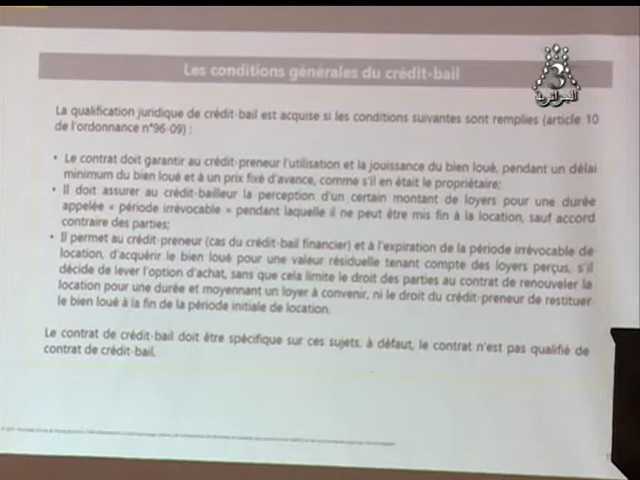 Les conditions générales du crédit-bail
3
الجزائرية
La qualification juridique de crédit-bail est acquise si les conditions suivantes sont remplies (article 10
de l'ordonnance n°96-09) :
• Le contrat doit garantir au crédit-preneur l'utilisation et la jouissance du bien loué, pendant un délai
minimum du bien loué et à un prix fixé d'avance, comme s'il en était le propriétaire;
• Il doit assurer au crédit-bailleur la perception d'un certain montant de loyers pour une durée
appelée « période irrévocable » pendant laquelle il ne peut être mis fin à la location, sauf accord
contraire des parties;
• Il permet au crédit-preneur (cas du crédit-bail financier) et à l'expiration de la période irrévocable de
location, d'acquérir le bien loué pour une valeur résiduelle tenant compte des loyers perçus, s'il
décide de lever l'option d'achat, sans que cela limite le droit des parties au contrat de renouveler la
location pour une durée et moyennant un loyer à convenir, ni le droit du crédit-preneur de restituer
le bien loué à la fin de la période initiale de location.
Le contrat de crédit-bail doit être spécifique sur ces sujets, à défaut, le contrat n'est pas qualifié de
contrat de crédit-bail.